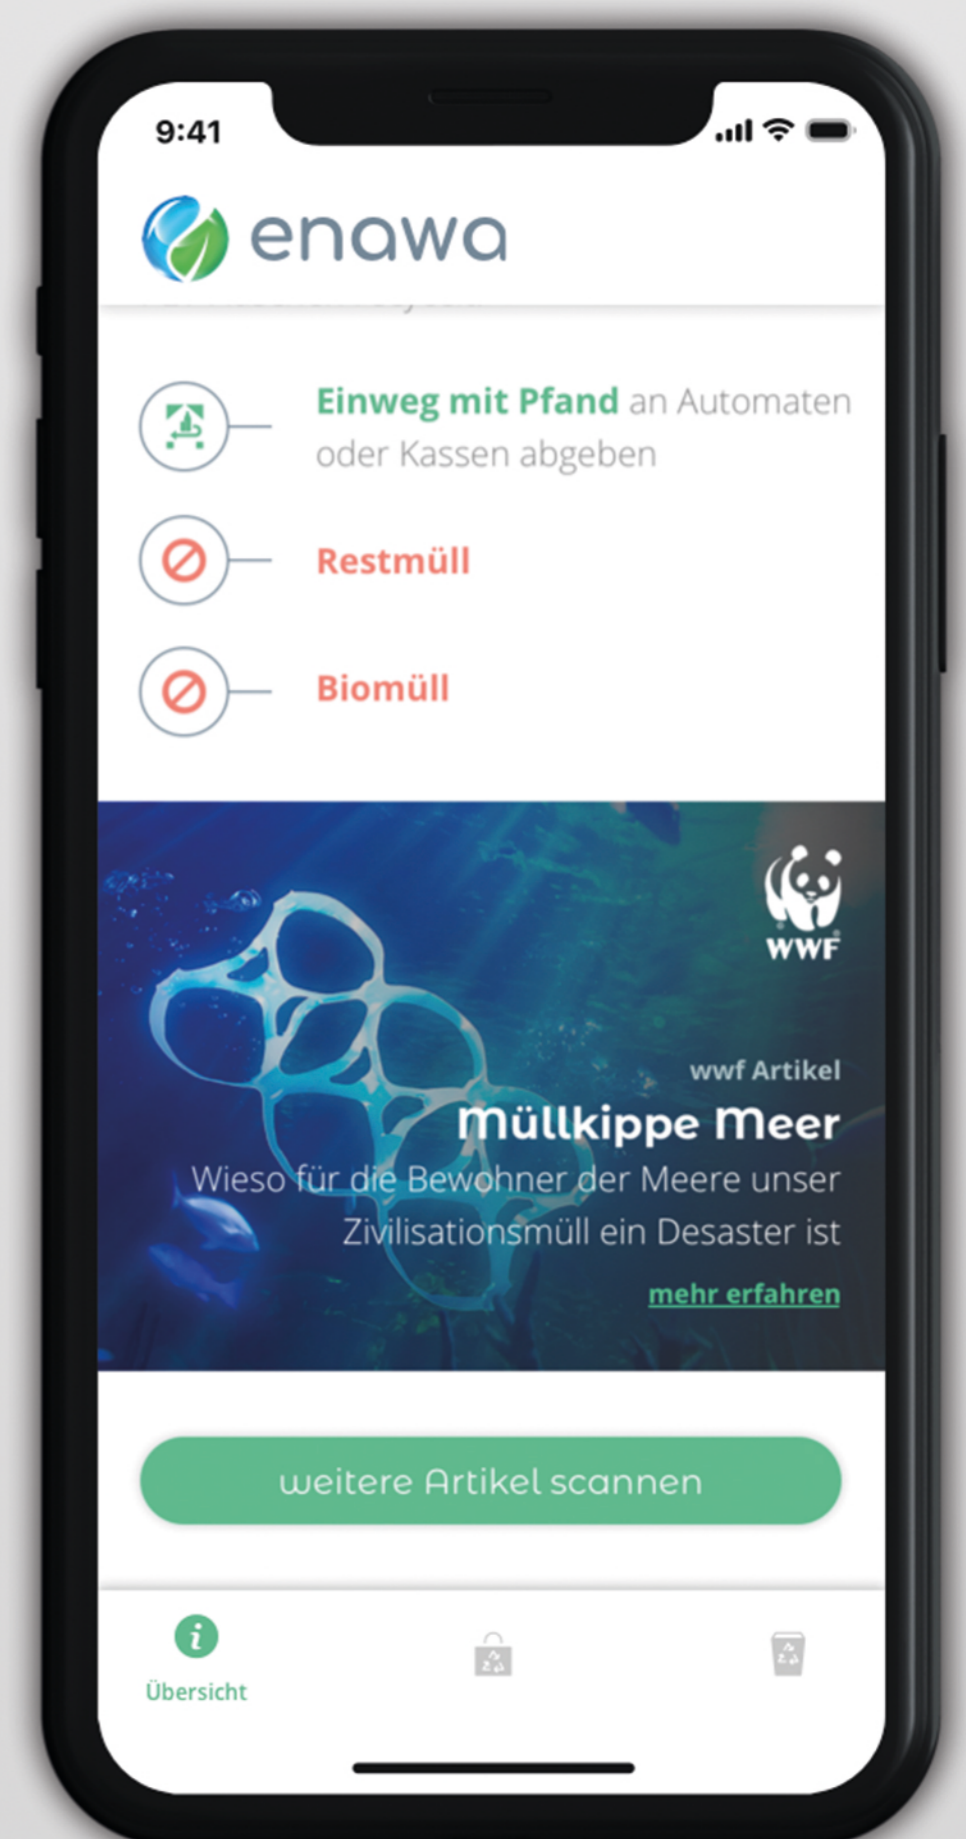 9:41
enawa
Einweg mit Pfand an Automaten
oder Kassen abgeben
Restmüll
Biomüll
WWF
wwf Artikel
Müllkippe Meer
Wieso für die Bewohner der Meere unser
Zivilisationsmüll ein Desaster ist
mehr erfahren
weitere Artikel scannen
Übersicht